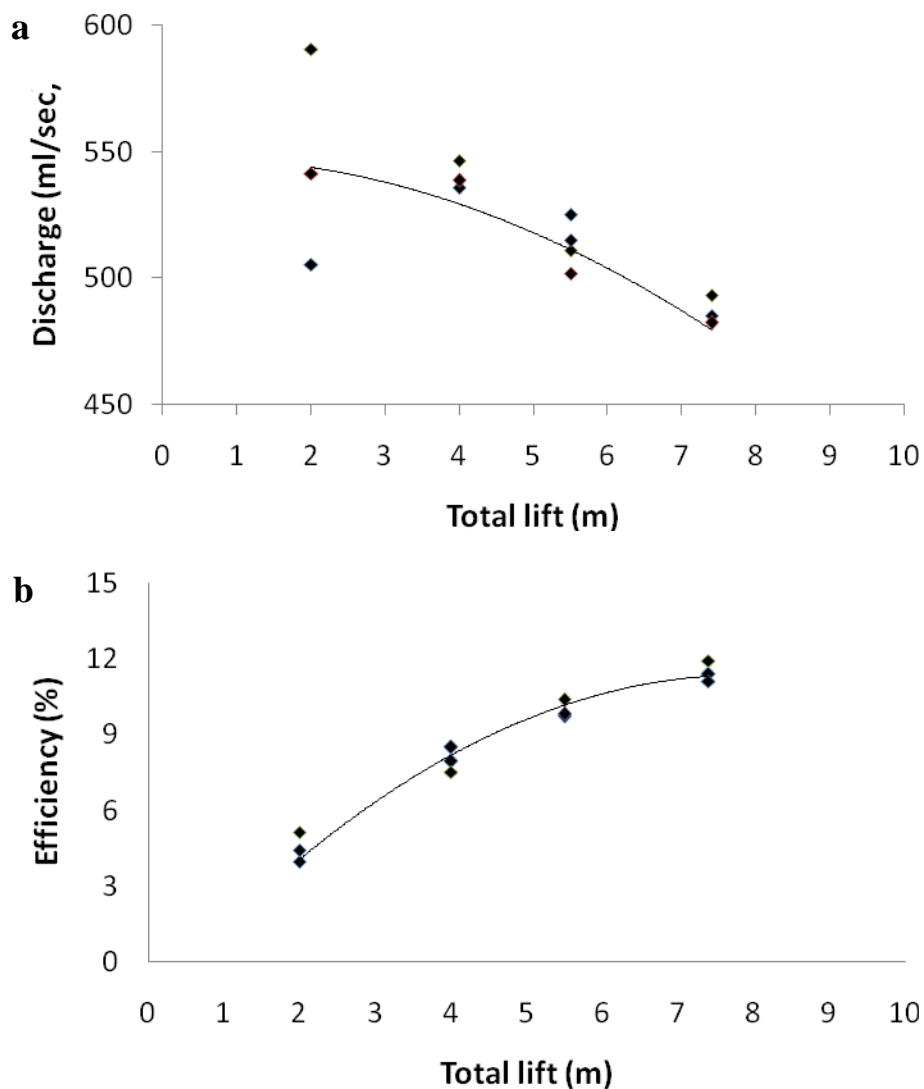 a
600
550
500
450
Discharge (ml/sec,
0 1 2 3 4 5 6 7 8 9 10
Total lift (m)
b
15
12
9
6
3
0
Efficiency (%)
0 1 2 3 4 5 6 7 8 9 10
Total lift (m)